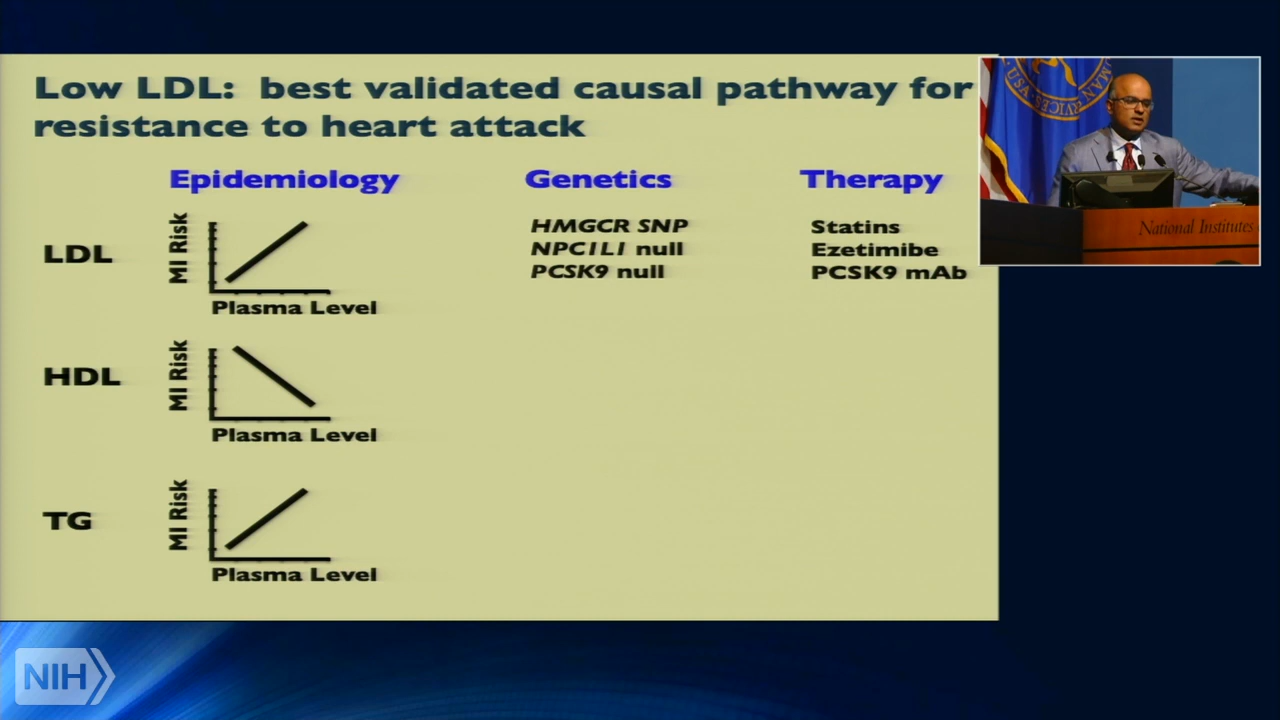 Low LDL: best validated causal pathway for
resistance to heart attack
Epidemiology
Genetics
Therapy
LDL
MI Risk
Plasma Level
HMGCR SNP
NPC1L1 null
PCSK9 null
Statins
Ezetimibe
PCSK9 mAb
HDL
MI Risk
Plasma Level
TG
MI Risk
Plasma Level
National Institutes
NIH